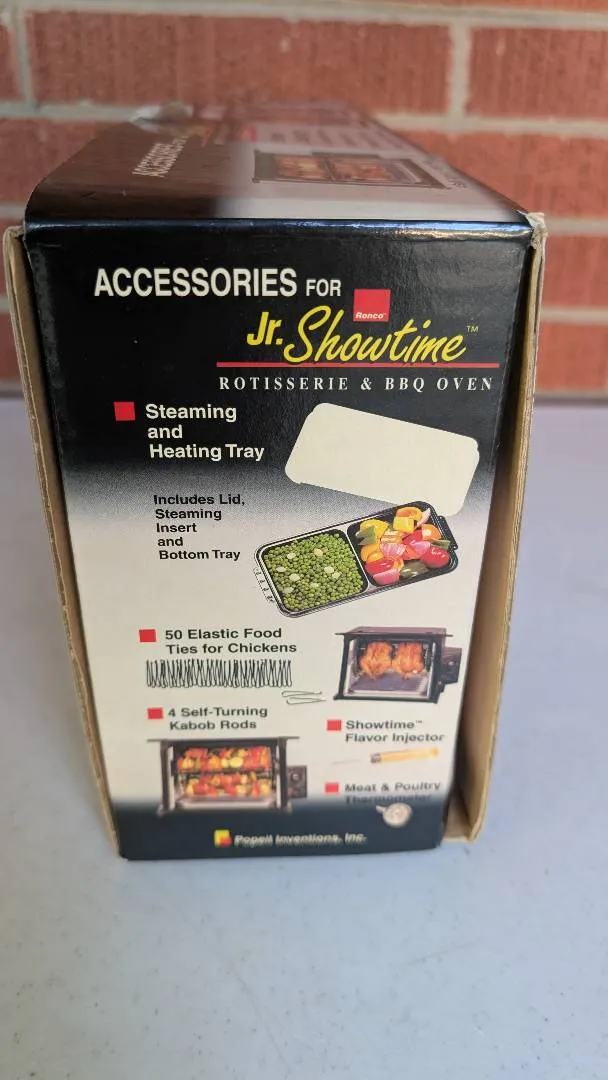 ACCESSORIES
ACCESSORIES FOR
Ronco
Jr. Showtime™
ROTISSERIE & BBQ OVEN
Steaming
and
Heating Tray
Includes Lid,
Steaming
Insert
and
Bottom Tray
50 Elastic Food
Ties for Chickens
4 Self-Turning
Kabob Rods
Showtime™
Flavor Injector
Meat & Poultry
Thermometer
Popeil Inventions, Inc.